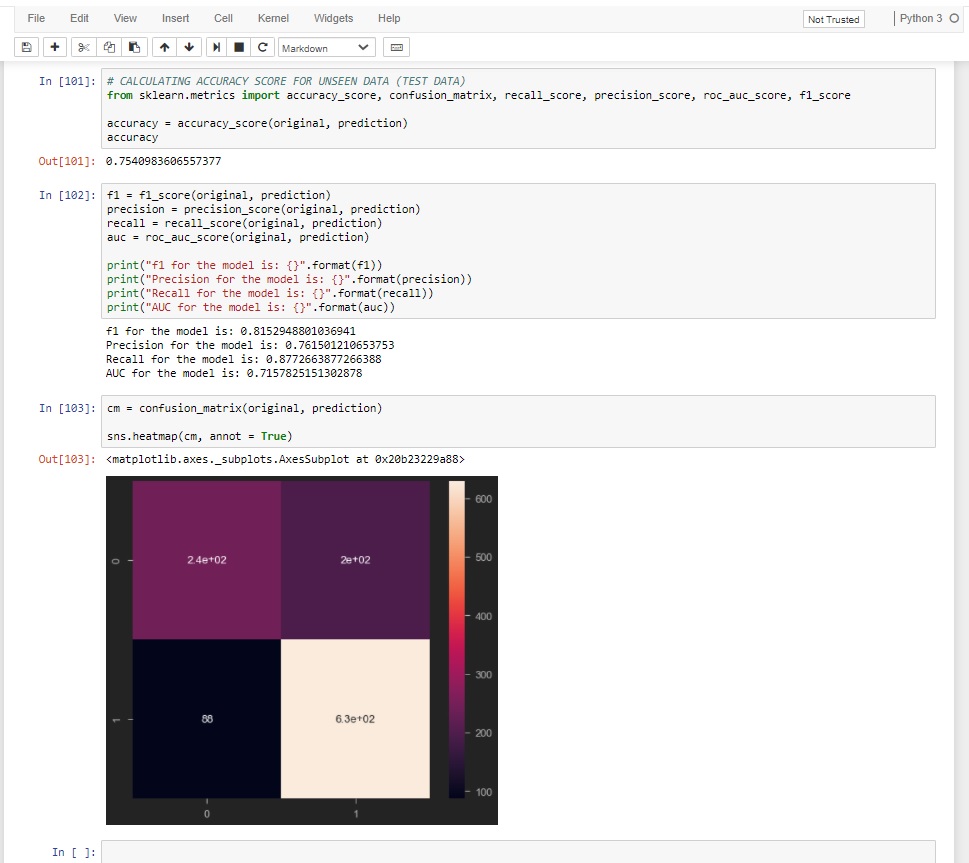 File Edit View Insert Cell Kernel Widgets Help Not Trusted Python 3
Markdown
In [101]: # CALCULATING ACCURACY SCORE FOR UNSEEN DATA (TEST DATA)
from sklearn.metrics import accuracy_score, confusion_matrix, recall_score, precision_score, roc_auc_score, f1_score
accuracy = accuracy_score(original, prediction)
accuracy
Out[101]: 0.7540983606557377
In [102]: f1 = f1_score(original, prediction)
precision = precision_score(original, prediction)
recall = recall_score(original, prediction)
auc = roc_auc_score(original, prediction)
print("f1 for the model is: {}".format(f1))
print("Precision for the model is: {}".format(precision))
print("Recall for the model is: {}".format(recall))
print("AUC for the model is: {}".format(auc))
f1 for the model is: 0.8152948801036941
Precision for the model is: 0.761501210653753
Recall for the model is: 0.8772663877266388
AUC for the model is: 0.7157825151302878
In [103]: cm = confusion_matrix(original, prediction)
sns.heatmap(cm, annot = True)
Out[103]: <matplotlib.axes._subplots.AxesSubplot at 0x20b23229a88>
600
500
400
300
200
100
0
2.4e+02 2e+02
1
88 6.3e+02
0 1
In [ ]: